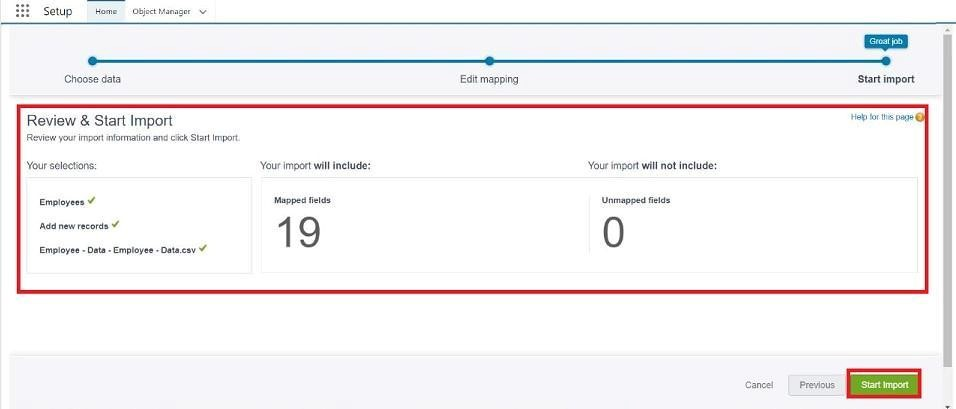 Setup Home Object Manager
Great job
Choose data Edit mapping Start import
Review & Start Import
Help for this page
Review your import information and click Start Import.
Your selections: Your import will include: Your import will not include:
Employees Mapped fields Unmapped fields
Add new records 19 0
Employee - Data - Employee - Data.csv
Cancel Previous Start Import